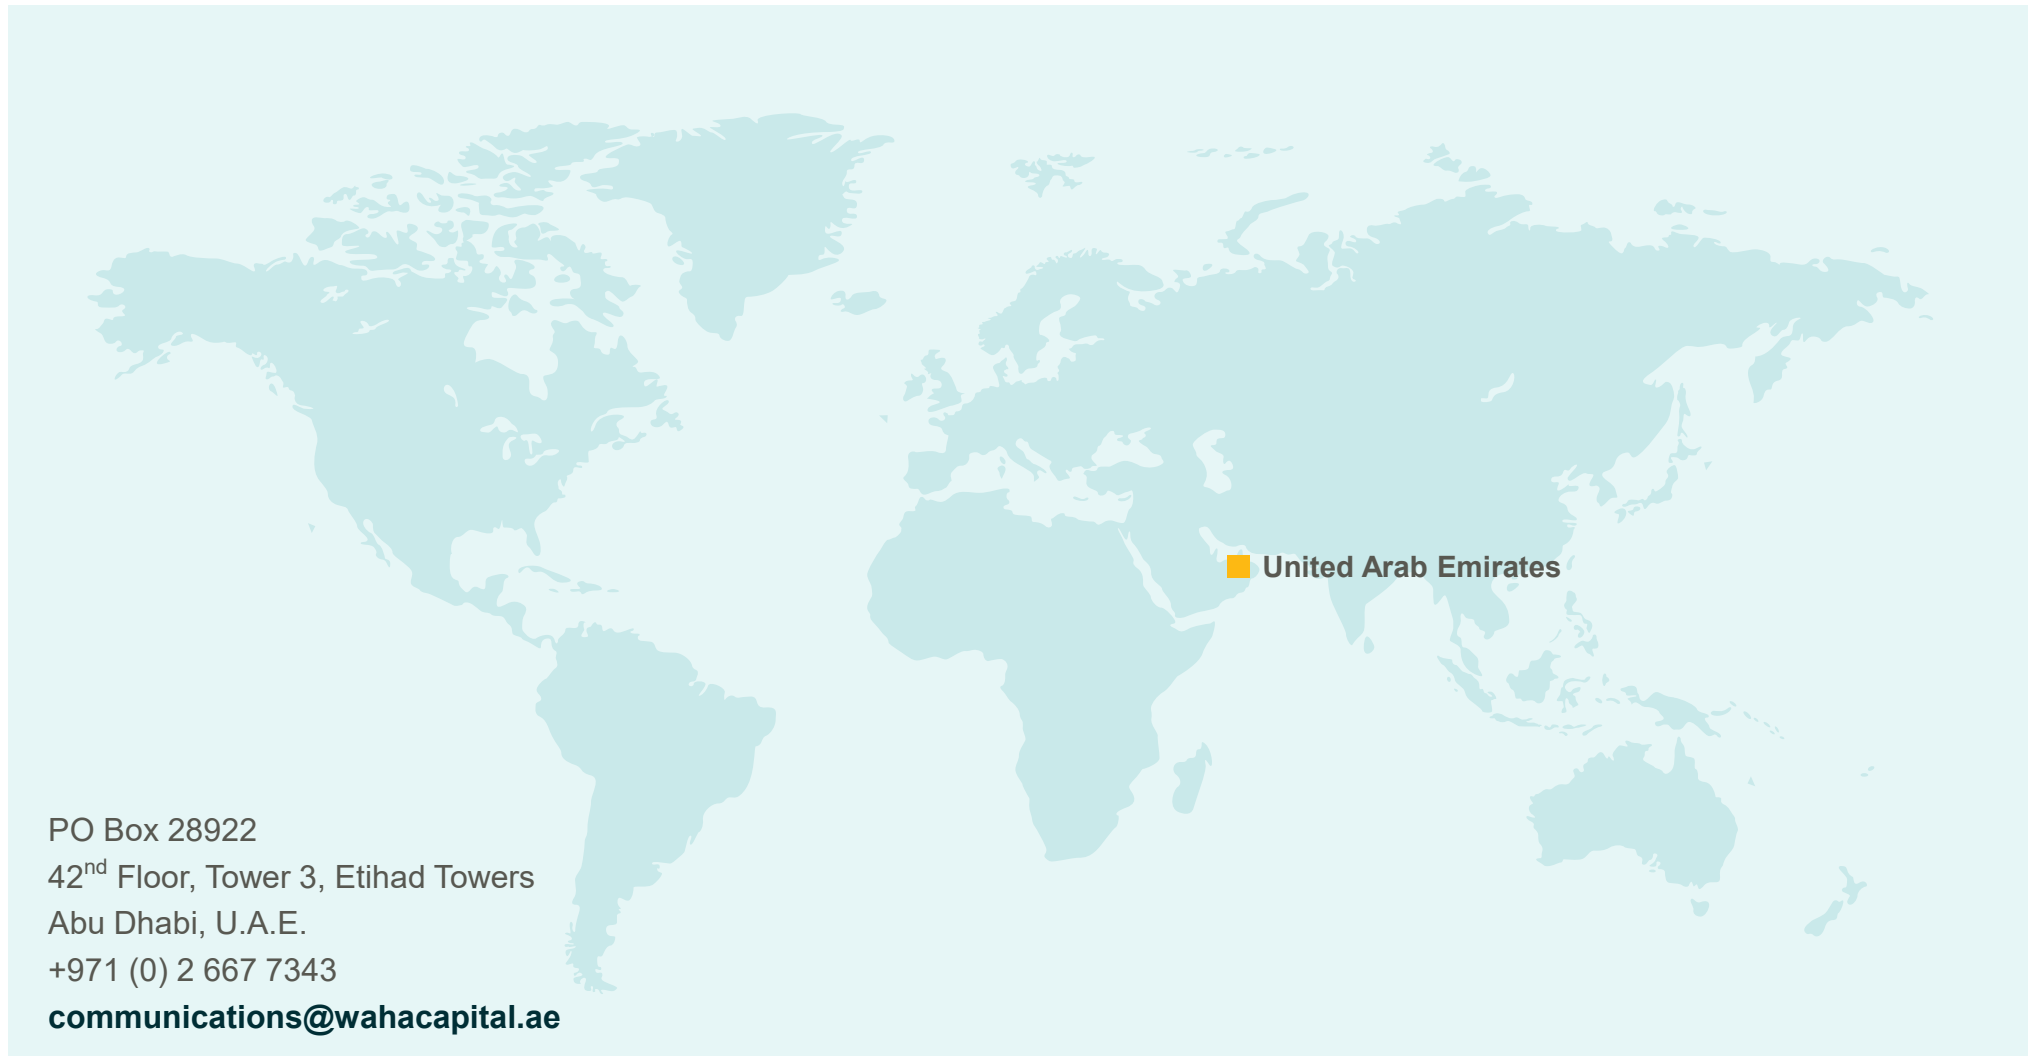 United Arab Emirates
PO Box 28922
42nd Floor, Tower 3, Etihad Towers
Abu Dhabi, U.A.E.
+971 (0) 2 667 7343
communications@wahacapital.ae